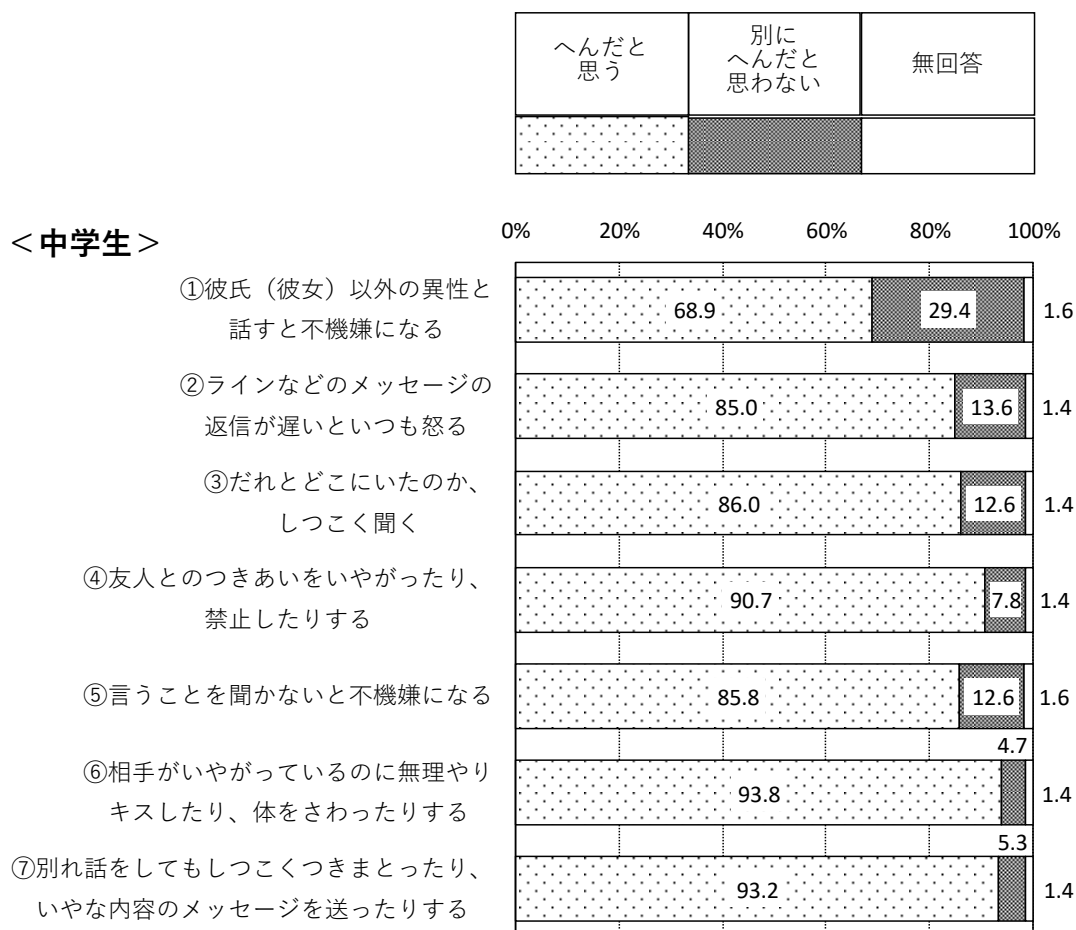 へんだと
思う
別に
へんだと
思わない
無回答
＜中学生＞
0% 20% 40% 60% 80% 100%
①彼氏（彼女）以外の異性と
話すと不機嫌になる
68.9 29.4 1.6
②ラインなどのメッセージの
返信が遅いといつも怒る
85.0 13.6 1.4
③だれとどこにいたのか、
しつこく聞く
86.0 12.6 1.4
④友人とのつきあいをいやがったり、
禁止したりする
90.7 7.8 1.4
⑤言うことを聞かないと不機嫌になる
85.8 12.6 1.6
⑥相手がいやがっているのに無理やり
キスしたり、体をさわったりする
93.8 4.7 1.4
⑦別れ話をしてもしつこくつきまとったり、
いやな内容のメッセージを送ったりする
93.2 5.3 1.4